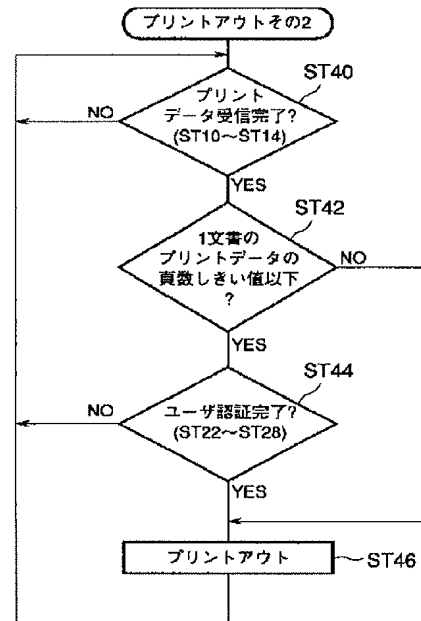 プリントアウトその2
ST40
プリント
データ受信完了?
(ST10～ST14)
NO
YES
ST42
1文書の
プリントデータの
頁数しきい値以下
?
NO
YES
ST44
ユーザ認証完了?
(ST22～ST28)
NO
YES
プリントアウト
ST46